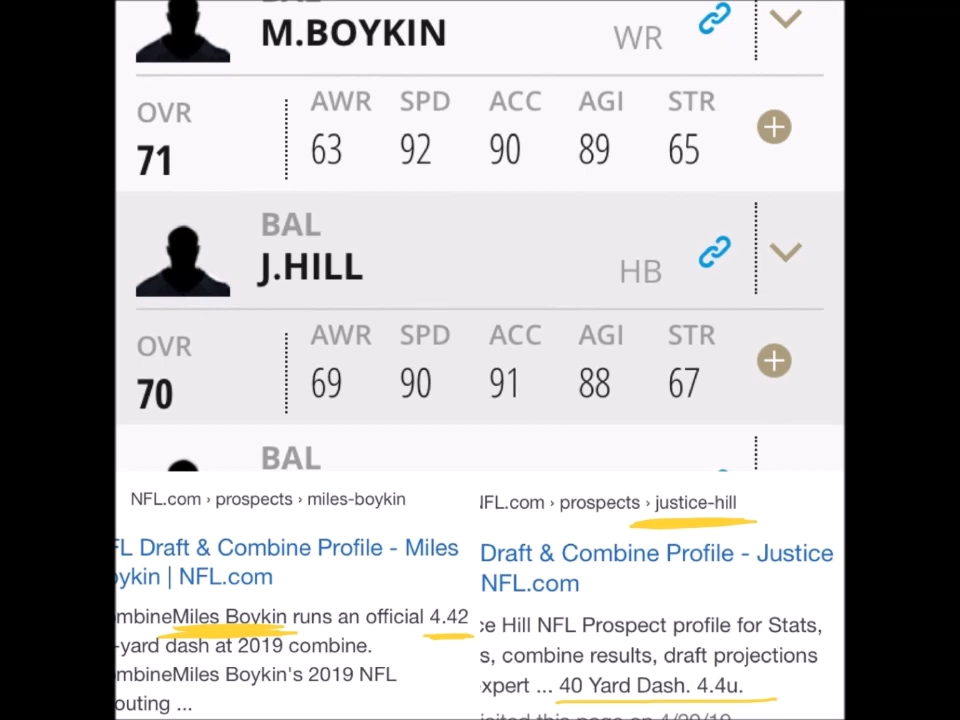 M.BOYKIN WR
OVR AWR SPD ACC AGI STR
71 63 92 90 89 65
BAL
J.HILL HB
OVR AWR SPD ACC AGI STR
70 69 90 91 88 67
BAL
NFL.com › prospects › miles-boykin
FL Draft & Combine Profile - Miles
oykin | NFL.com
mbineMiles Boykin runs an official 4.42
-yard dash at 2019 combine.
mbineMiles Boykin's 2019 NFL
outing ...
NFL.com › prospects › justice-hill
Draft & Combine Profile - Justice
NFL.com
ce Hill NFL Prospect profile for Stats,
s, combine results, draft projections
xpert ... 40 Yard Dash. 4.4u.